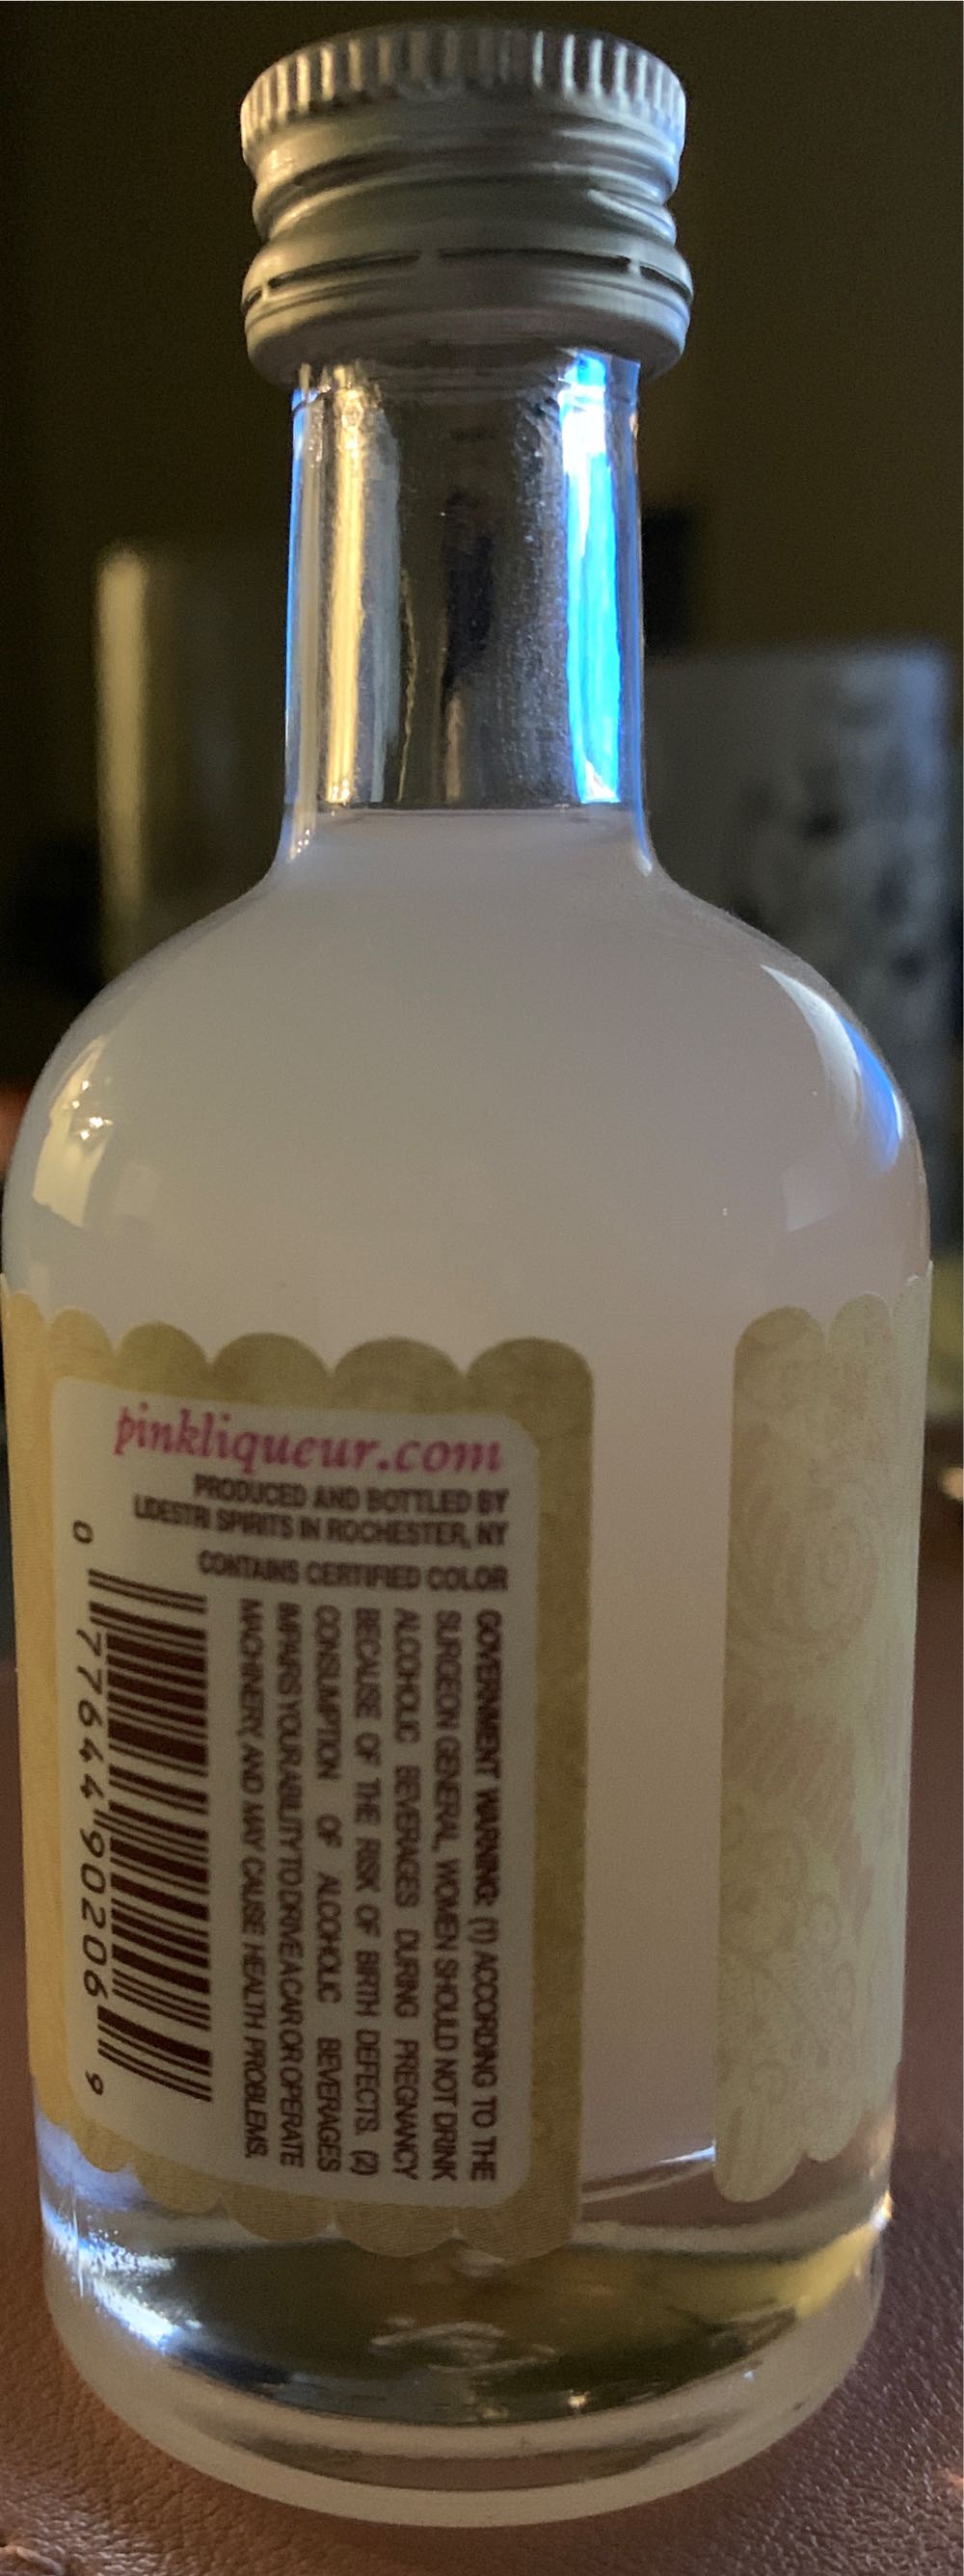 pinkliqueur.com
PRODUCED AND BOTTLED BY
LIDESTRI SPIRITS IN ROCHESTER, NY
CONTAINS CERTIFIED COLOR
GOVERNMENT WARNING: (1) ACCORDING TO THE
SURGEON GENERAL, WOMEN SHOULD NOT DRINK
ALCOHOLIC BEVERAGES DURING PREGNANCY
BECAUSE OF THE RISK OF BIRTH DEFECTS. (2)
CONSUMPTION OF ALCOHOLIC BEVERAGES
IMPAIRS YOUR ABILITY TO DRIVE A CAR OR OPERATE
MACHINERY, AND MAY CAUSE HEALTH PROBLEMS.
0 77644 90206 9